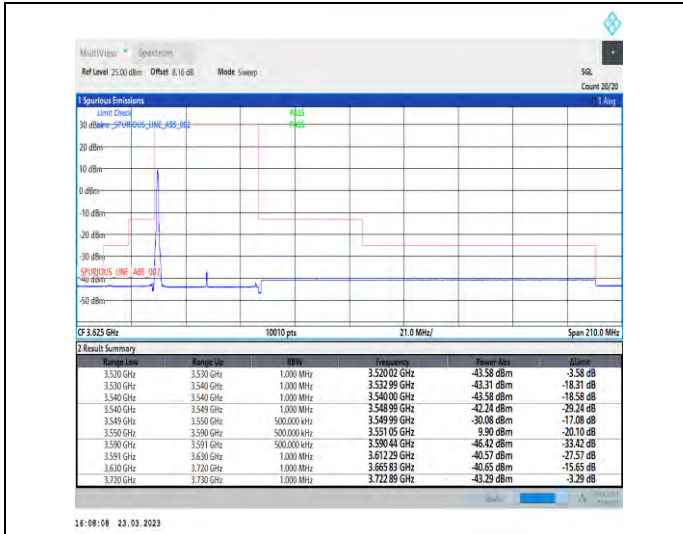 MultiView Spectrum
Ref Level 25.00 dBm Offset 8.16 dB Mode Sweep SGL
Count 20/20
1 Spurious Emissions 1 Avg
Limit Check PASS
30 dBm Line _SPURIOUS_LINE_ABS_002 PASS
20 dBm
10 dBm
0 dBm
-10 dBm
-20 dBm
-30 dBm
SPURIOUS_LINE_ABS_002
-40 dBm
-50 dBm
CF 3.625 GHz 10010 pts 21.0 MHz/ Span 210.0 MHz
2 Result Summary
Range Low Range Up RBW Frequency Power Abs ΔLimit
3.520 GHz 3.530 GHz 1.000 MHz 3.520 02 GHz -43.58 dBm -3.58 dB
3.530 GHz 3.540 GHz 1.000 MHz 3.532 99 GHz -43.31 dBm -18.31 dB
3.540 GHz 3.540 GHz 1.000 MHz 3.540 00 GHz -43.58 dBm -18.58 dB
3.540 GHz 3.549 GHz 1.000 MHz 3.548 99 GHz -42.24 dBm -29.24 dB
3.549 GHz 3.550 GHz 500.000 kHz 3.549 98 GHz -30.08 dBm -17.08 dB
3.550 GHz 3.590 GHz 500.000 kHz 3.551 05 GHz 9.90 dBm -20.10 dB
3.590 GHz 3.591 GHz 500.000 kHz 3.590 44 GHz -46.42 dBm -33.42 dB
3.591 GHz 3.630 GHz 1.000 MHz 3.612 29 GHz -40.57 dBm -27.57 dB
3.630 GHz 3.720 GHz 1.000 MHz 3.665 83 GHz -40.65 dBm -15.65 dB
3.720 GHz 3.730 GHz 1.000 MHz 3.722 89 GHz -43.29 dBm -3.29 dB
16:08:08 23.03.2023